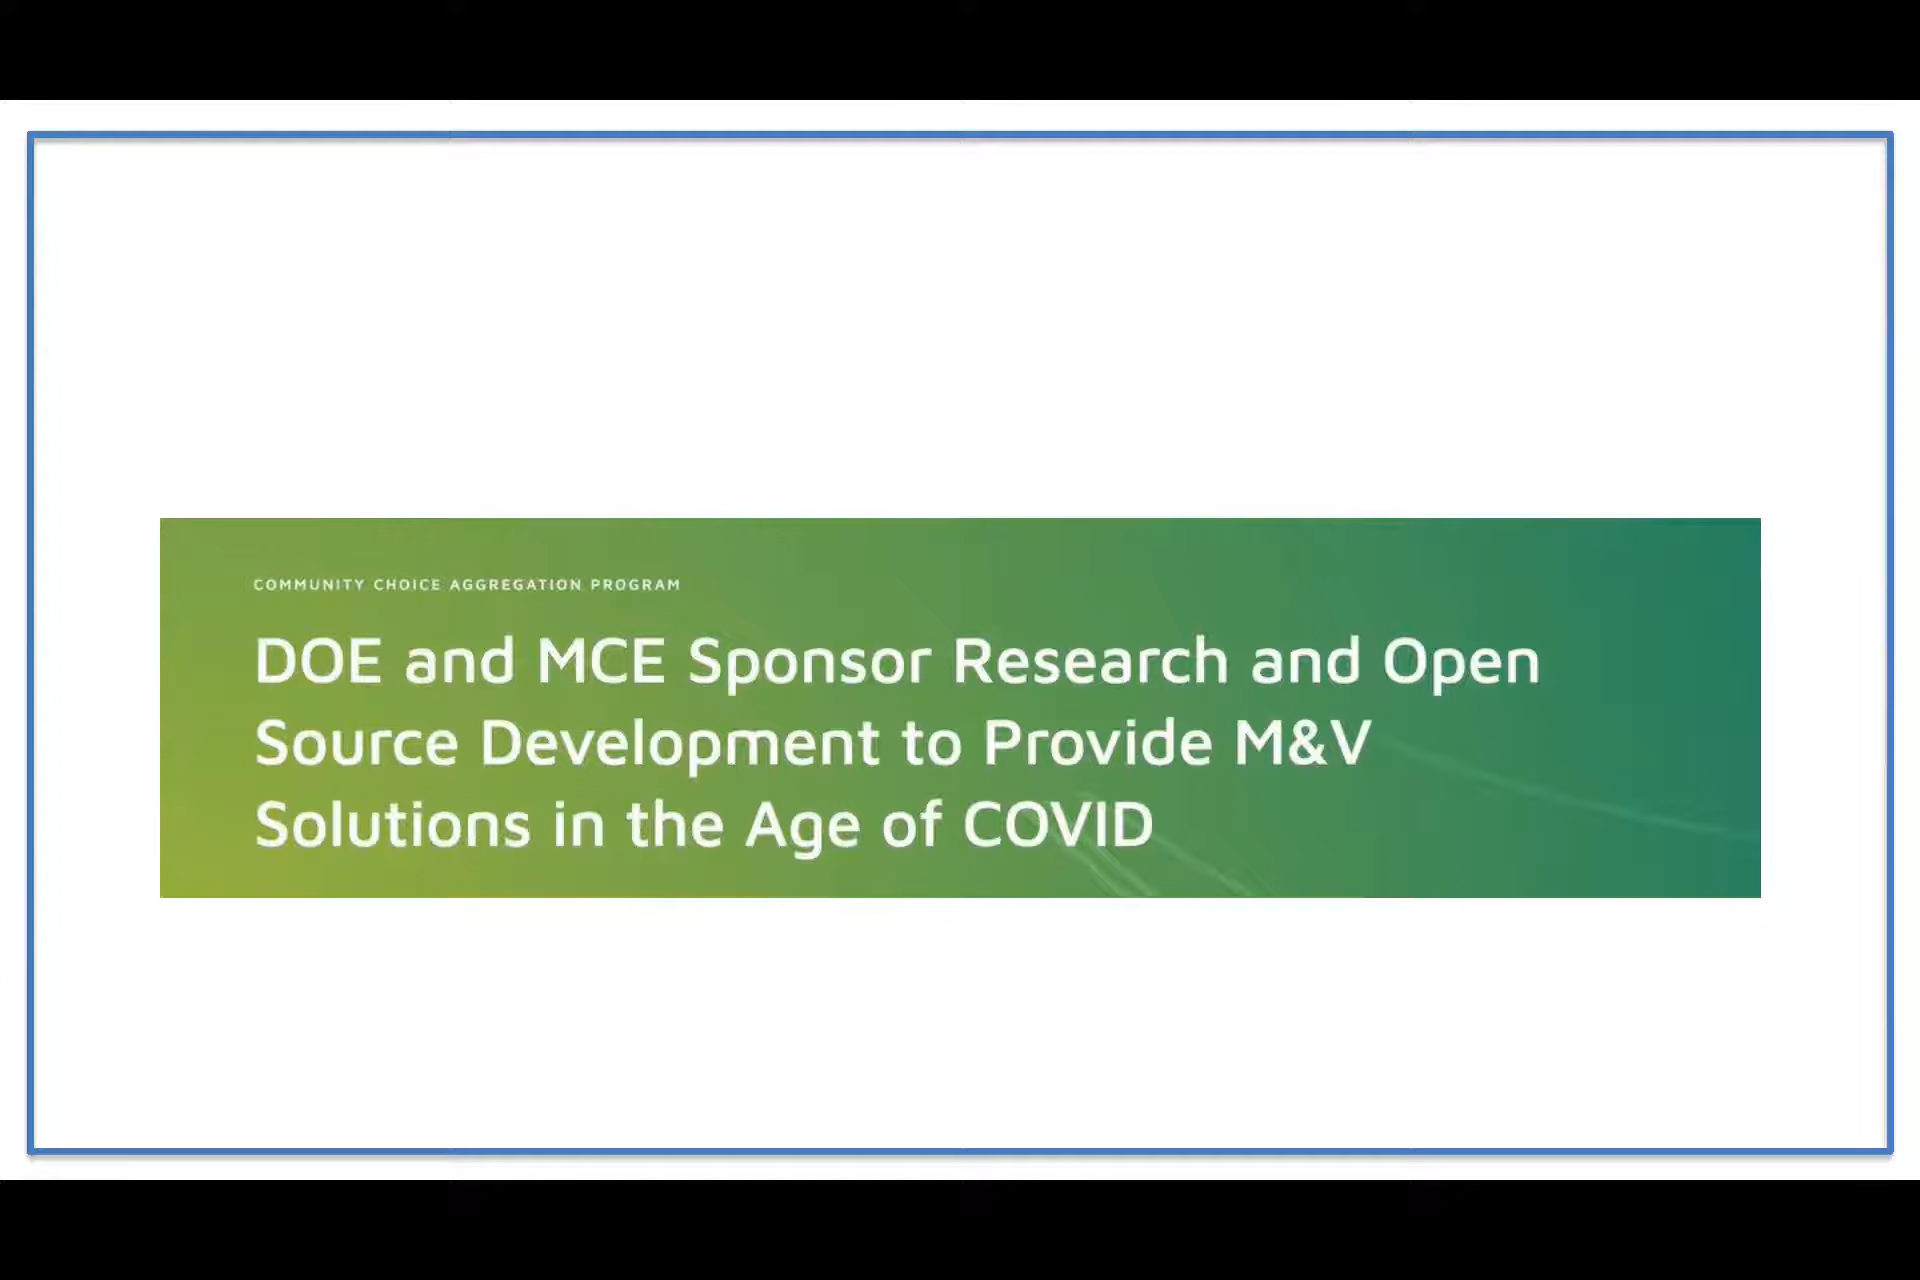 COMMUNITY CHOICE AGGREGATION PROGRAM
DOE and MCE Sponsor Research and Open
Source Development to Provide M&V
Solutions in the Age of COVID